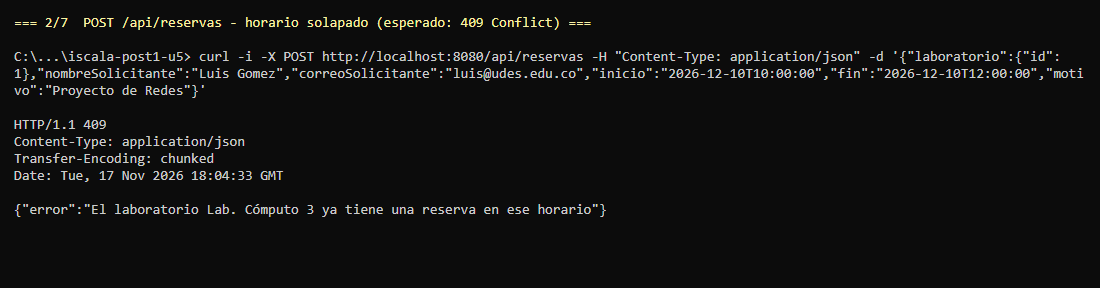 === 2/7  POST /api/reservas - horario solapado (esperado: 409 Conflict) ===
C:\...\iscala-post1-u5> curl -i -X POST http://localhost:8080/api/reservas -H "Content-Type: application/json" -d '{"laboratorio":{"id":
1},"nombreSolicitante":"Luis Gomez","correoSolicitante":"luis@udes.edu.co","inicio":"2026-12-10T10:00:00","fin":"2026-12-10T12:00:00","moti
vo":"Proyecto de Redes"}'
HTTP/1.1 409
Content-Type: application/json
Transfer-Encoding: chunked
Date: Tue, 17 Nov 2026 18:04:33 GMT
{"error":"El laboratorio Lab. Cómputo 3 ya tiene una reserva en ese horario"}